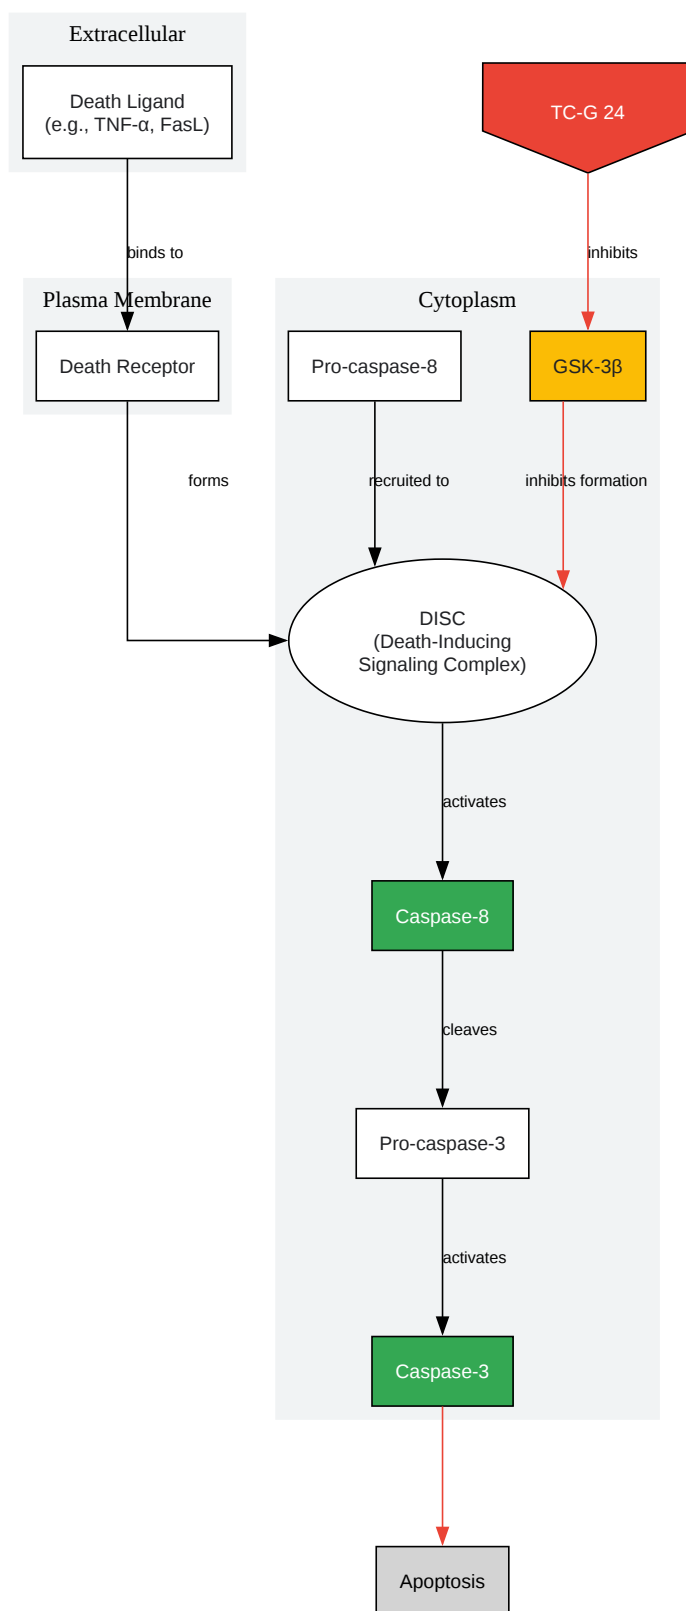 Extracellular
Death Ligand
(e.g., TNF-α, FasL)
TC-G 24
binds to
inhibits
Plasma Membrane
Cytoplasm
Death Receptor
Pro-caspase-8
GSK-3β
forms
recruited to
inhibits formation
DISC
(Death-Inducing
Signaling Complex)
activates
Caspase-8
cleaves
Pro-caspase-3
activates
Caspase-3
Apoptosis